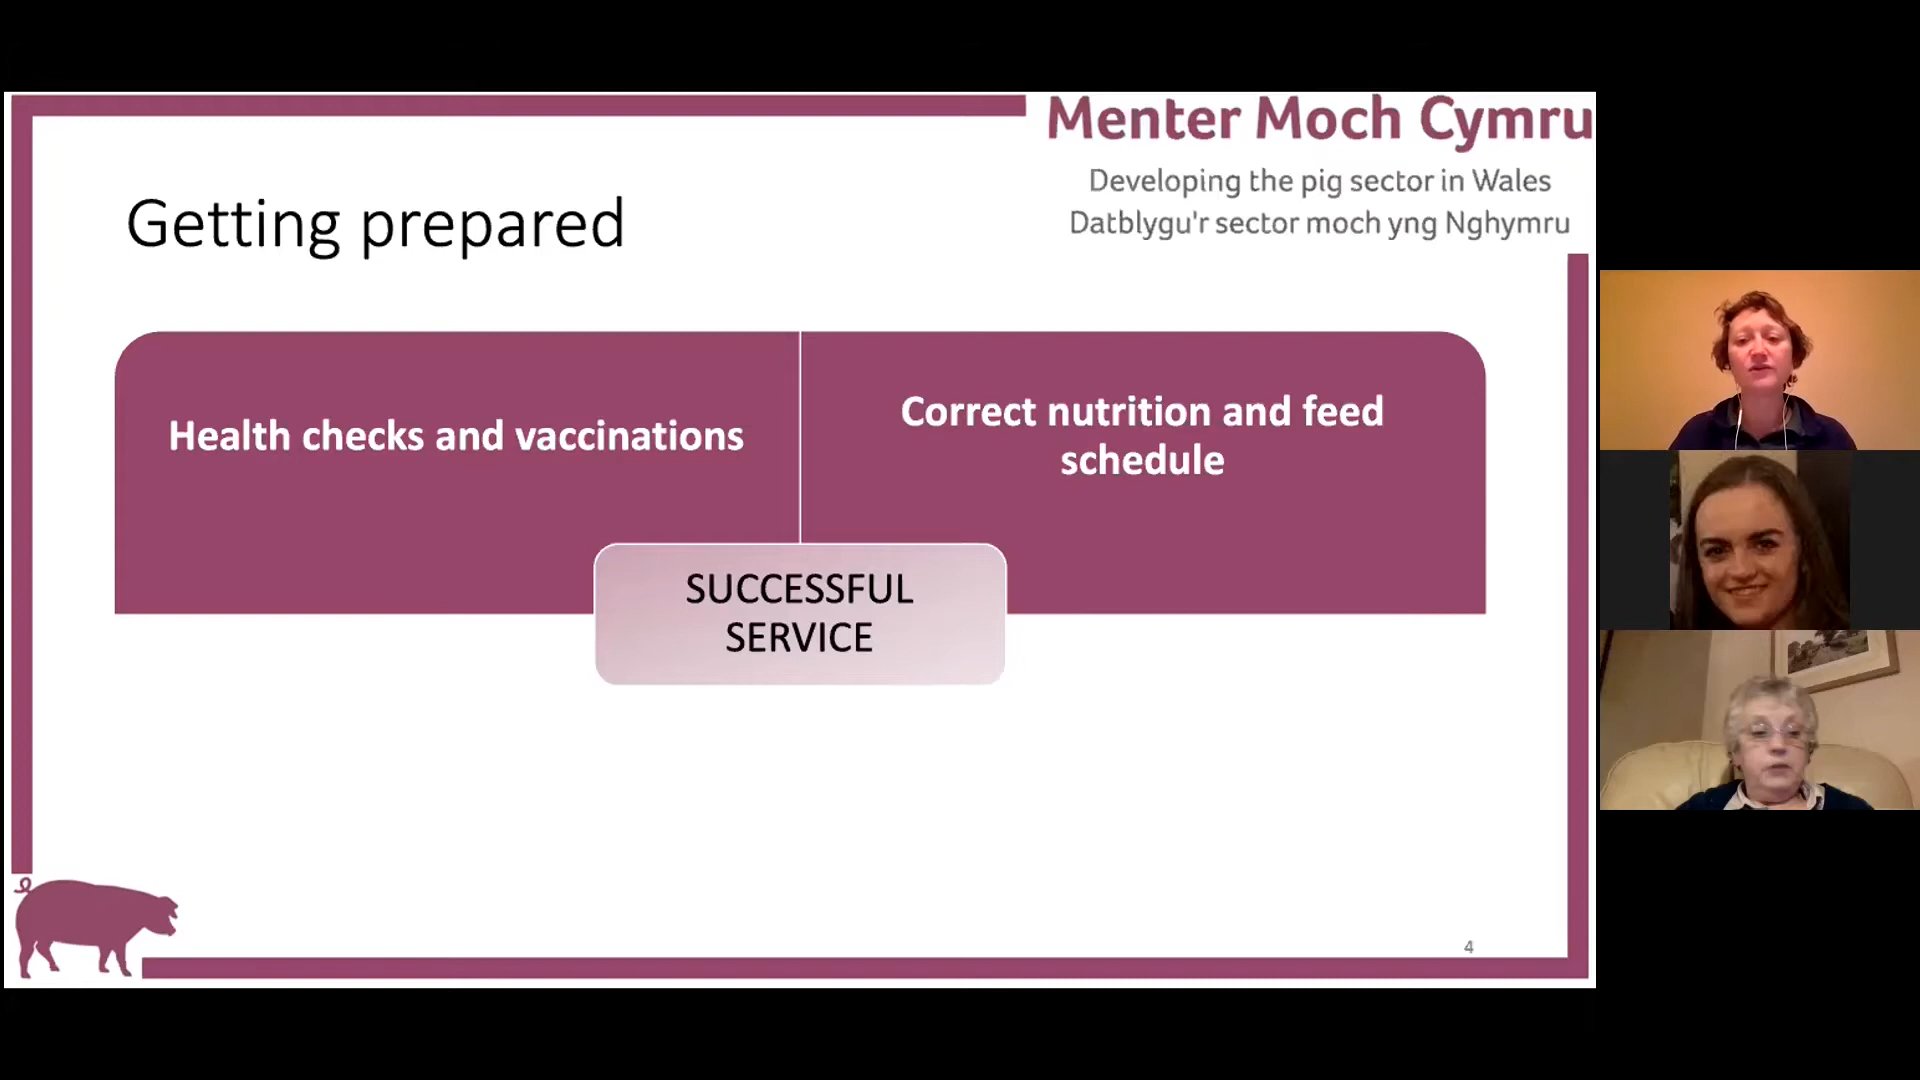 Menter Moch Cymru
Developing the pig sector in Wales
Datblygu'r sector moch yng Nghymru
Getting prepared
Health checks and vaccinations
Correct nutrition and feed
schedule
SUCCESSFUL
SERVICE
4